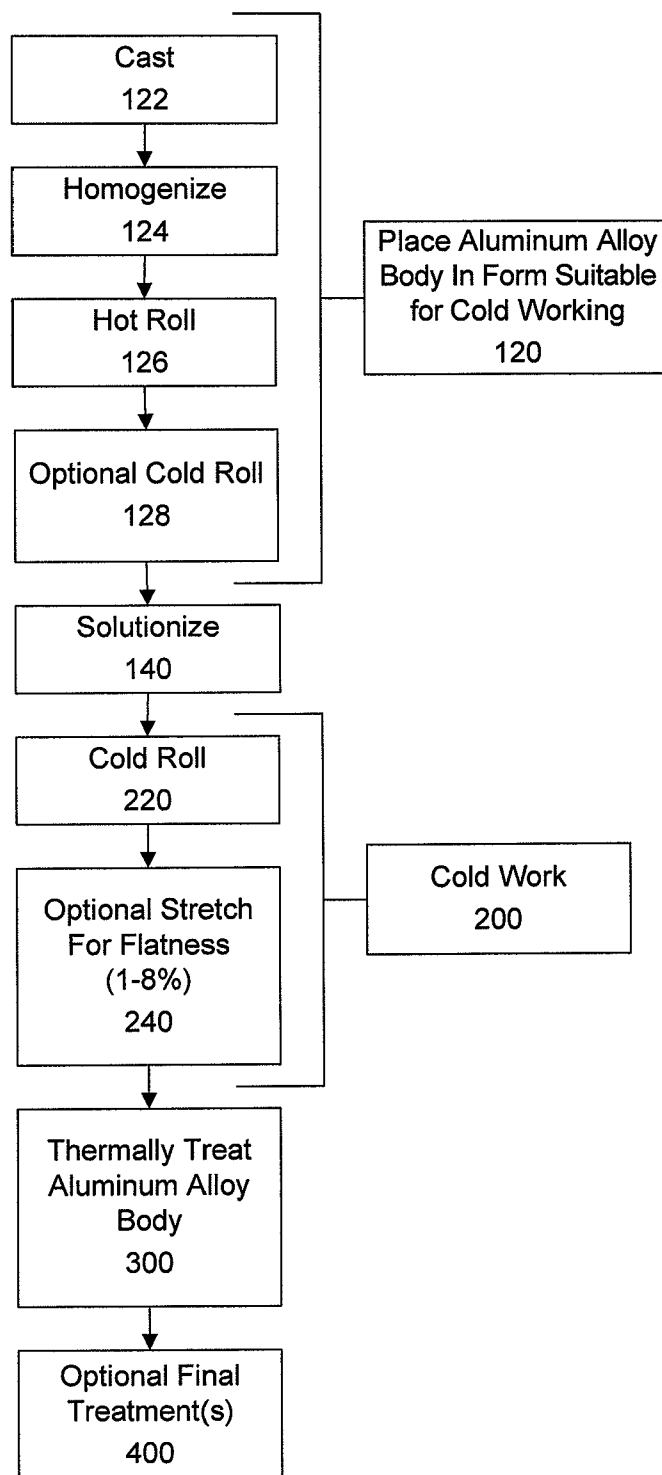 Cast
122
Homogenize
124
Hot Roll
126
Optional Cold Roll
128
Place Aluminum Alloy
Body In Form Suitable
for Cold Working
120
Solutionize
140
Cold Roll
220
Optional Stretch
For Flatness
(1-8%)
240
Cold Work
200
Thermally Treat
Aluminum Alloy
Body
300
Optional Final
Treatment(s)
400